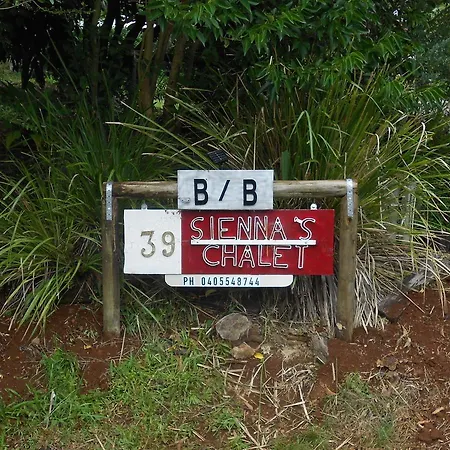 B / B
39
SIENNA'S
CHALET
PH 0405548744